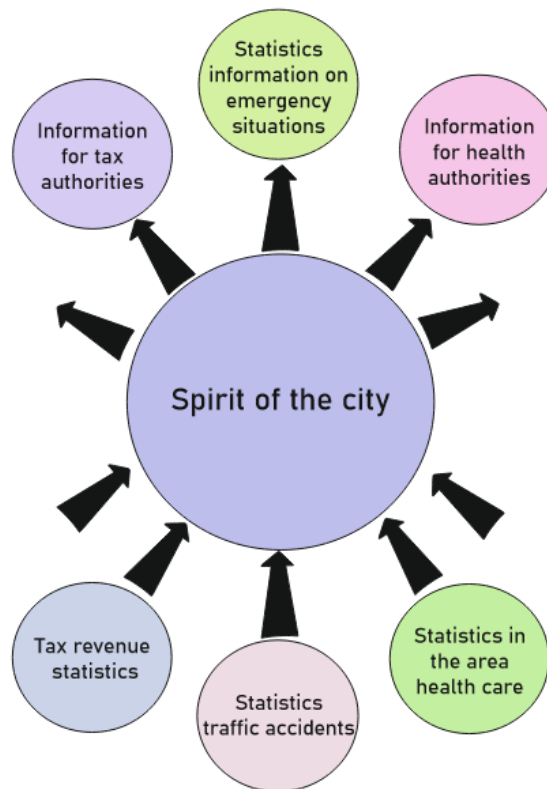 Statistics
information on
emergency
situations
Information
for tax
authorities
Information
for health
authorities
Spirit of the city
Tax revenue
statistics
Statistics
traffic accidents
Statistics in
the area
health care